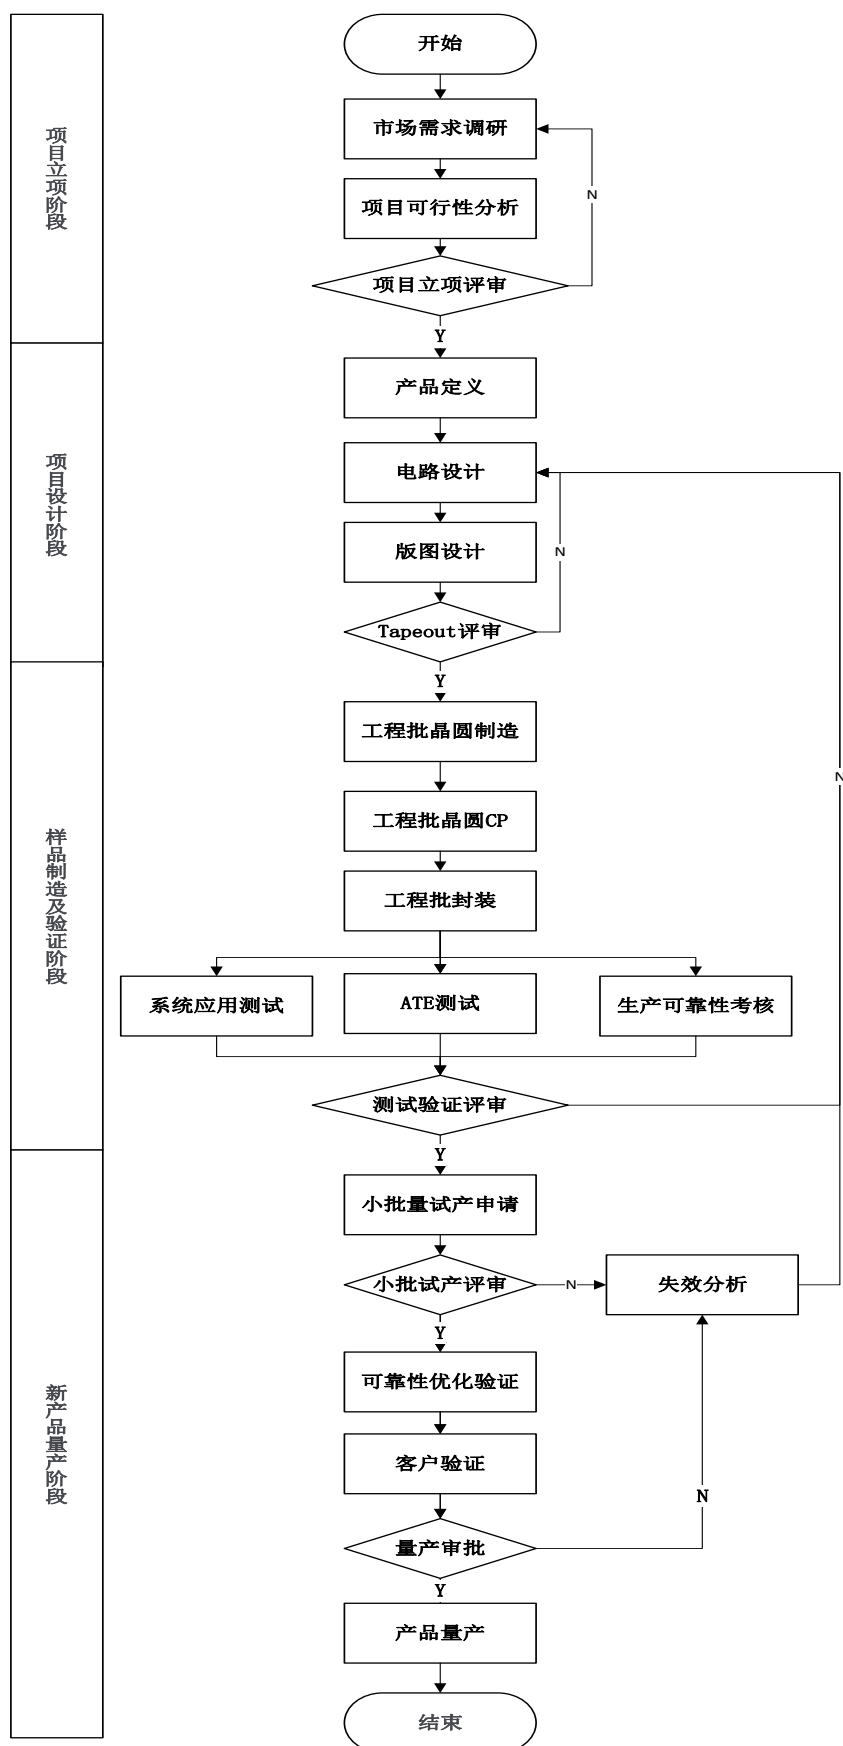 开始
市场需求调研
N
项目可行性分析
项目立项评审
Y
项目立项阶段
产品定义
电路设计
版图设计
N
Tapeout评审
Y
项目设计阶段
工程批晶圆制造
工程批晶圆CP
N
工程批封装
系统应用测试
ATE测试
生产可靠性考核
测试验证评审
Y
样品制造及验证阶段
小批量试产申请
小批试产评审
N
失效分析
Y
可靠性优化验证
客户验证
N
量产审批
Y
产品量产
新产品量产阶段
结束